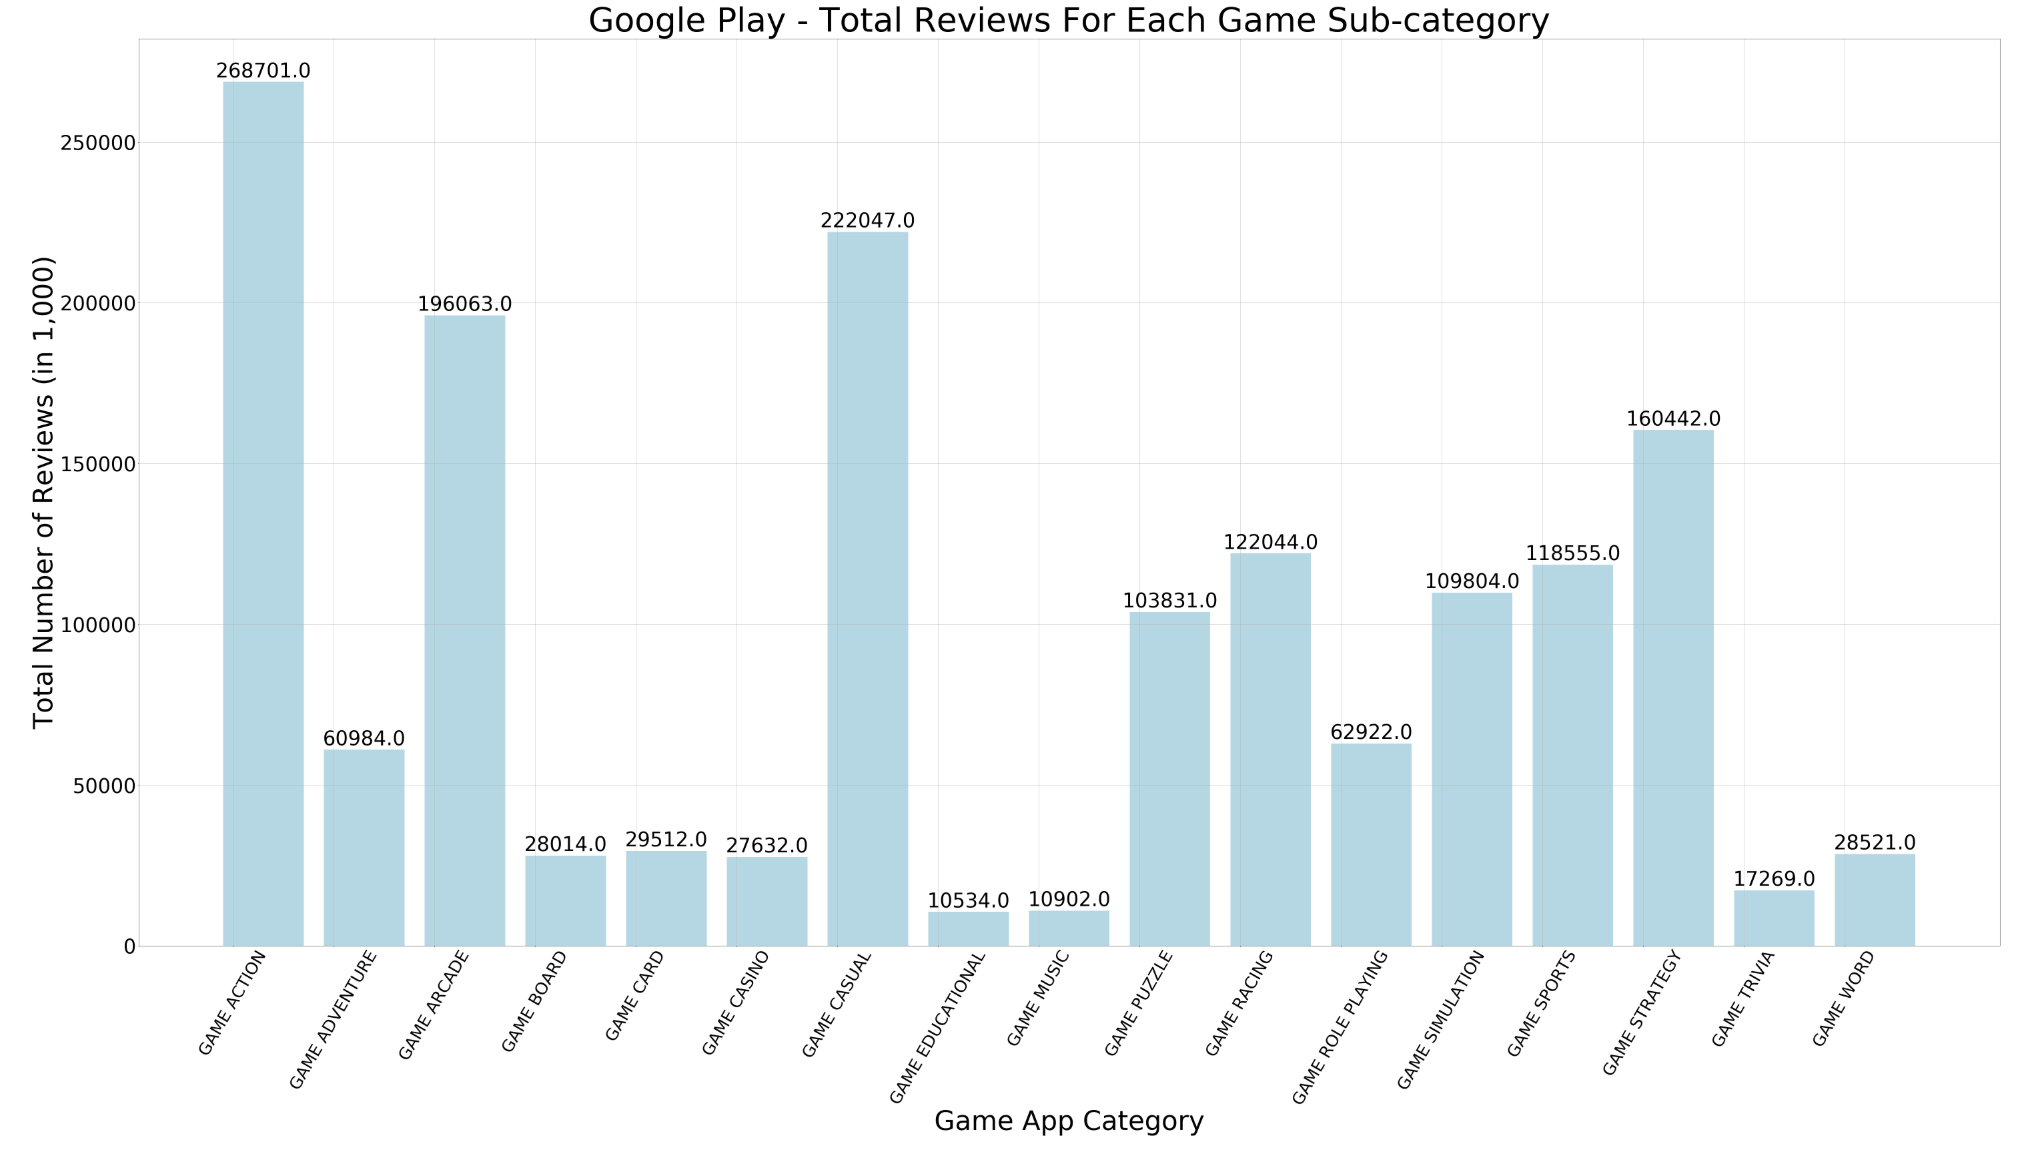 Google Play - Total Reviews For Each Game Sub-category
Total Number of Reviews (in 1,000)
250000
200000
150000
100000
50000
0
268701.0
60984.0
196063.0
28014.0
29512.0
27632.0
222047.0
10534.0
10902.0
103831.0
122044.0
62922.0
109804.0
118555.0
160442.0
17269.0
28521.0
GAME ACTION
GAME ADVENTURE
GAME ARCADE
GAME BOARD
GAME CARD
GAME CASINO
GAME CASUAL
GAME EDUCATIONAL
GAME MUSIC
GAME PUZZLE
GAME RACING
GAME ROLE PLAYING
GAME SIMULATION
GAME SPORTS
GAME STRATEGY
GAME TRIVIA
GAME WORD
Game App Category